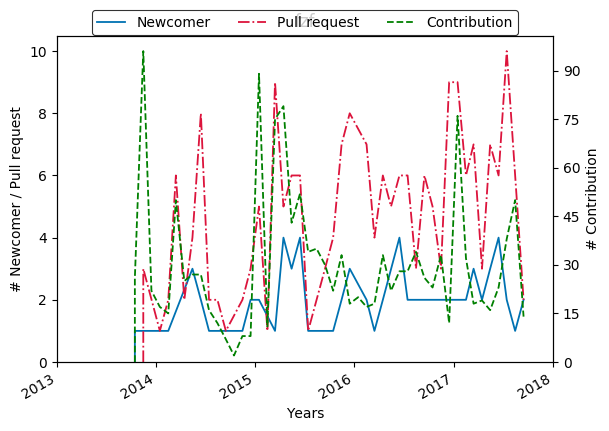 Newcomer Pull request Contribution
# Newcomer / Pull request
0
2
4
6
8
10
# Contribution
0
15
30
45
60
75
90
2013 2014 2015 2016 2017 2018
Years